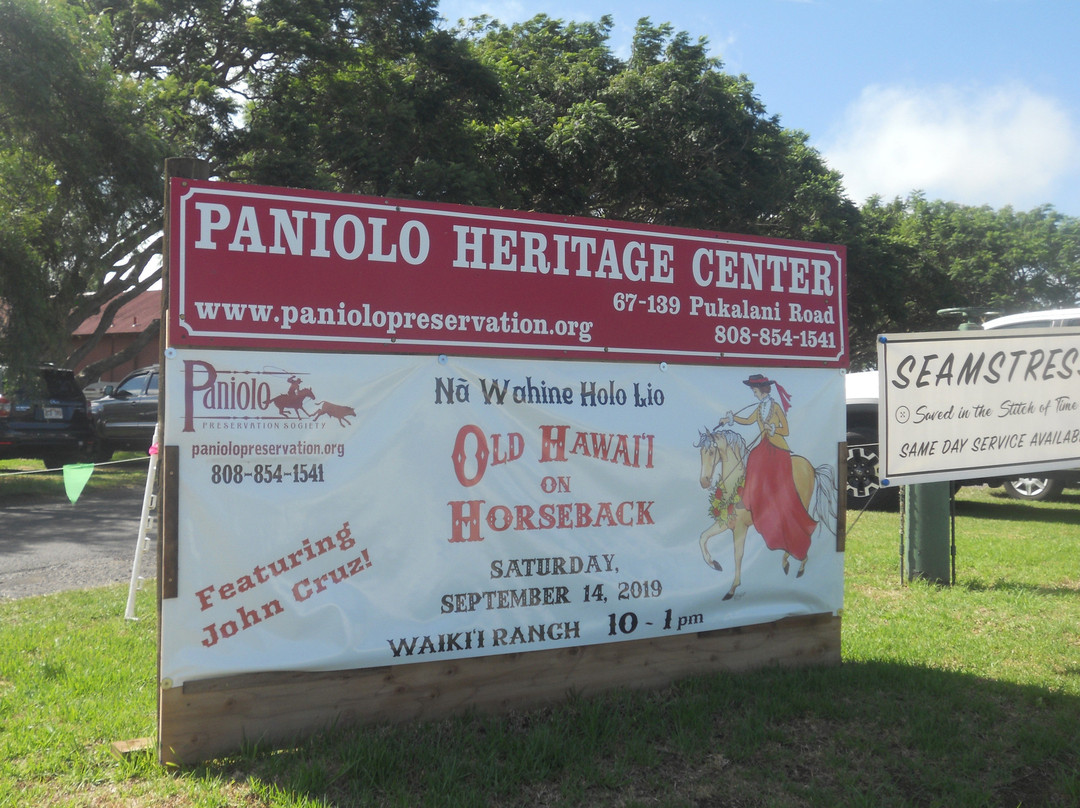 PANIOLO HERITAGE CENTER
67-139 Pukalani Road
www.paniolopreservation.org
808-854-1541
Paniolo
PRESERVATION SOCIETY
paniolopreservation.org
808-854-1541
Featuring
John Cruz!
Nā Wahine Holo Lio
OLD HAWAI'I
ON
HORSEBACK
SATURDAY,
SEPTEMBER 14, 2019
WAIKI'I RANCH 10 - 1 pm
SEAMSTRES
Saved in the Stitch of Time
SAME DAY SERVICE AVAILAB